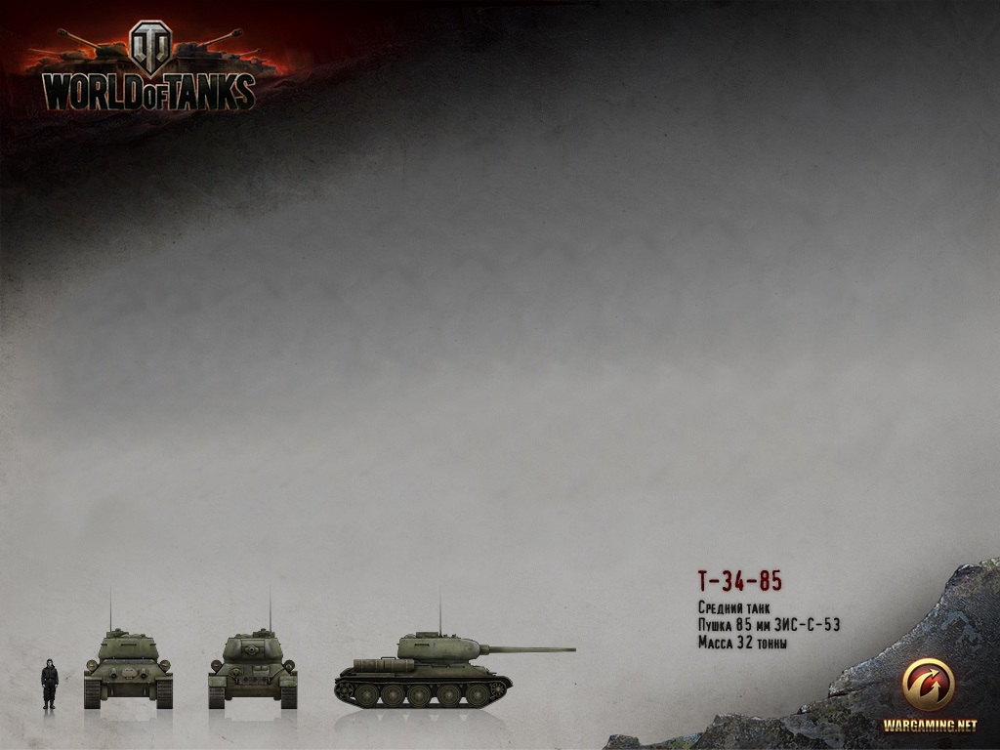 WORLD OF TANKS
Т-34-85
Средний танк
Пушка 85 мм ЗИС-С-53
Масса 32 тонны
WARGAMING.NET